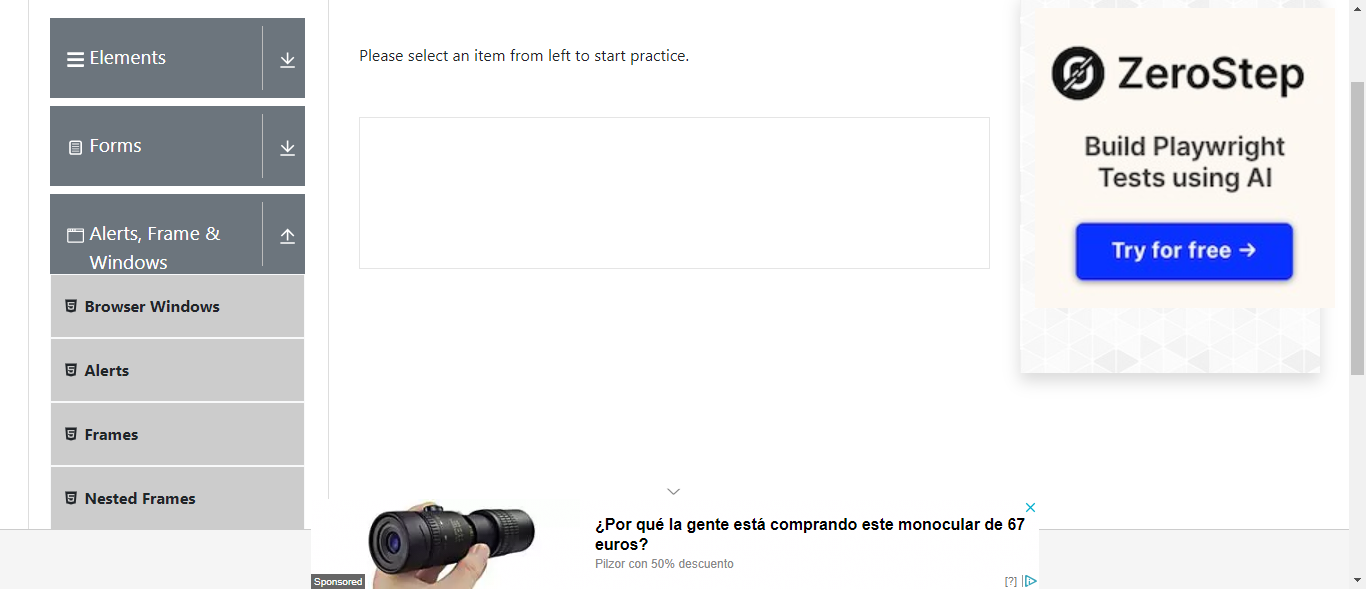 Elements
Forms
Alerts, Frame &
Windows
Browser Windows
Alerts
Frames
Nested Frames
Please select an item from left to start practice.
ZeroStep
Build Playwright
Tests using AI
Try for free →
¿Por qué la gente está comprando este monocular de 67
euros?
Pilzor con 50% descuento
Sponsored
[?]